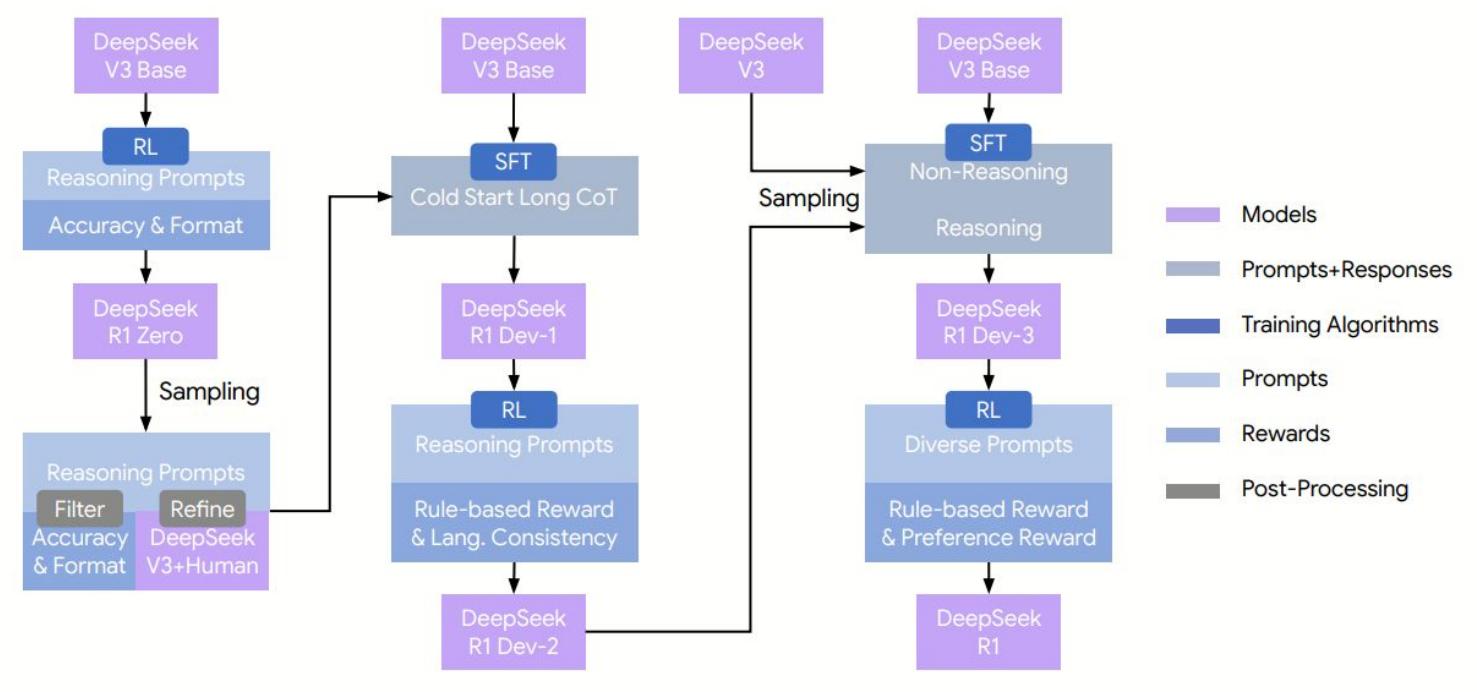 DeepSeek
V3 Base
RL
Reasoning Prompts
Accuracy & Format
DeepSeek
R1 Zero
Sampling
Reasoning Prompts
Filter
Refine
Accuracy
& Format
DeepSeek
V3+Human
DeepSeek
V3 Base
SFT
Cold Start Long CoT
DeepSeek
R1 Dev-1
RL
Reasoning Prompts
Rule-based Reward
& Lang. Consistency
DeepSeek
R1 Dev-2
DeepSeek
V3
Sampling
DeepSeek
V3 Base
SFT
Non-Reasoning
Reasoning
DeepSeek
R1 Dev-3
RL
Diverse Prompts
Rule-based Reward
& Preference Reward
DeepSeek
R1
Models
Prompts+Responses
Training Algorithms
Prompts
Rewards
Post-Processing